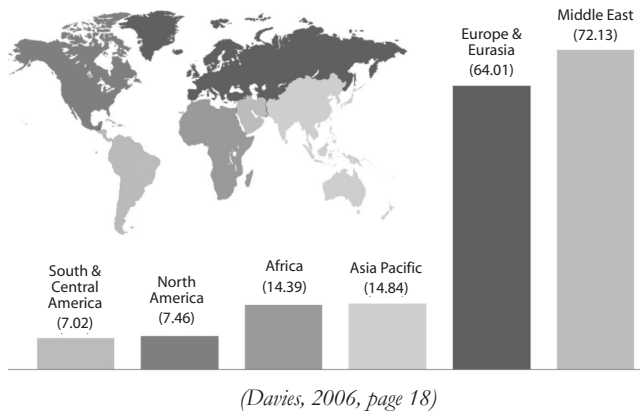 South &
Central
America
(7.02)
North
America
(7.46)
Africa
(14.39)
Asia Pacific
(14.84)
Europe &
Eurasia
(64.01)
Middle East
(72.13)
(Davies, 2006, page 18)